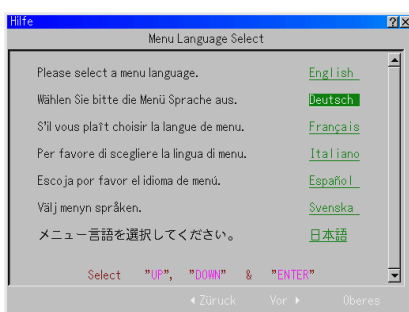 Hilfe ? X
Menu Language Select
Please select a menu language. English
Wählen Sie bitte die Menü Sprache aus. Deutsch
S'il vous plaît choisir la langue de menu. Français
Per favore di scegliere la lingua di menu. Italiano
Escoja por favor el idioma de menú. Español
Välj menyn språken. Svenska
メニュー言語を選択してください。 日本語
Select "UP", "DOWN" & "ENTER"
Züruck Vor Oberes